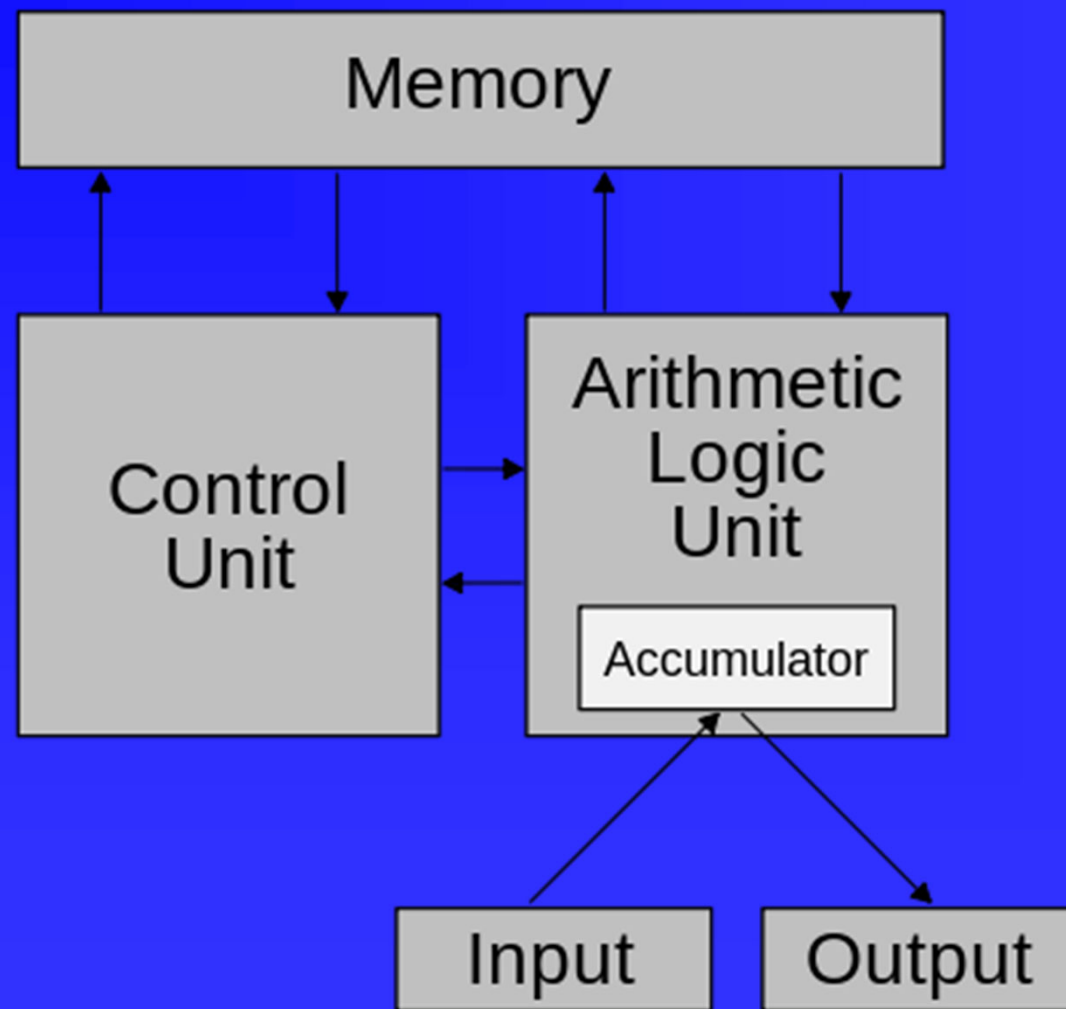 Memory
Control
Unit
Arithmetic
Logic
Unit
Accumulator
Input
Output